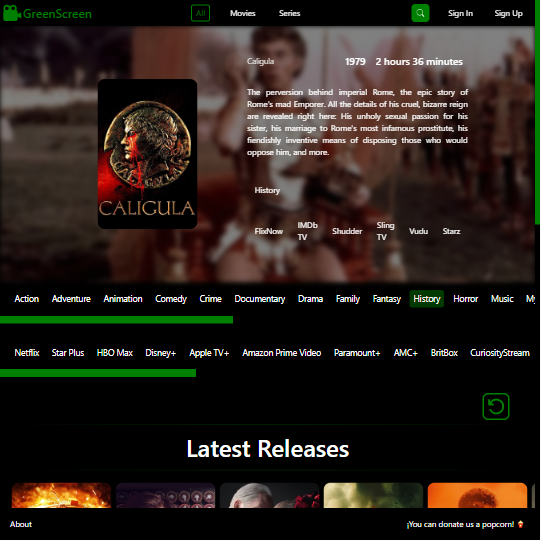 GreenScreen
All Movies Series
Sign In Sign Up
Caligula 1979 2 hours 36 minutes
The perversion behind imperial Rome, the epic story of
Rome's mad Emporer. All the details of his cruel, bizarre reign
are revealed right here: His unholy sexual passion for his
sister, his marriage to Rome's most infamous prostitute, his
fiendishly inventive means of disposing those who would
oppose him, and more.
CALIGULA
History
FlixNow IMDb TV Shudder Sling TV Vudu Starz
Action Adventure Animation Comedy Crime Documentary Drama Family Fantasy History Horror Music My
Netflix Star Plus HBO Max Disney+ Apple TV+ Amazon Prime Video Paramount+ AMC+ BritBox CuriosityStream
Latest Releases
About ¡You can donate us a popcorn! 🍿